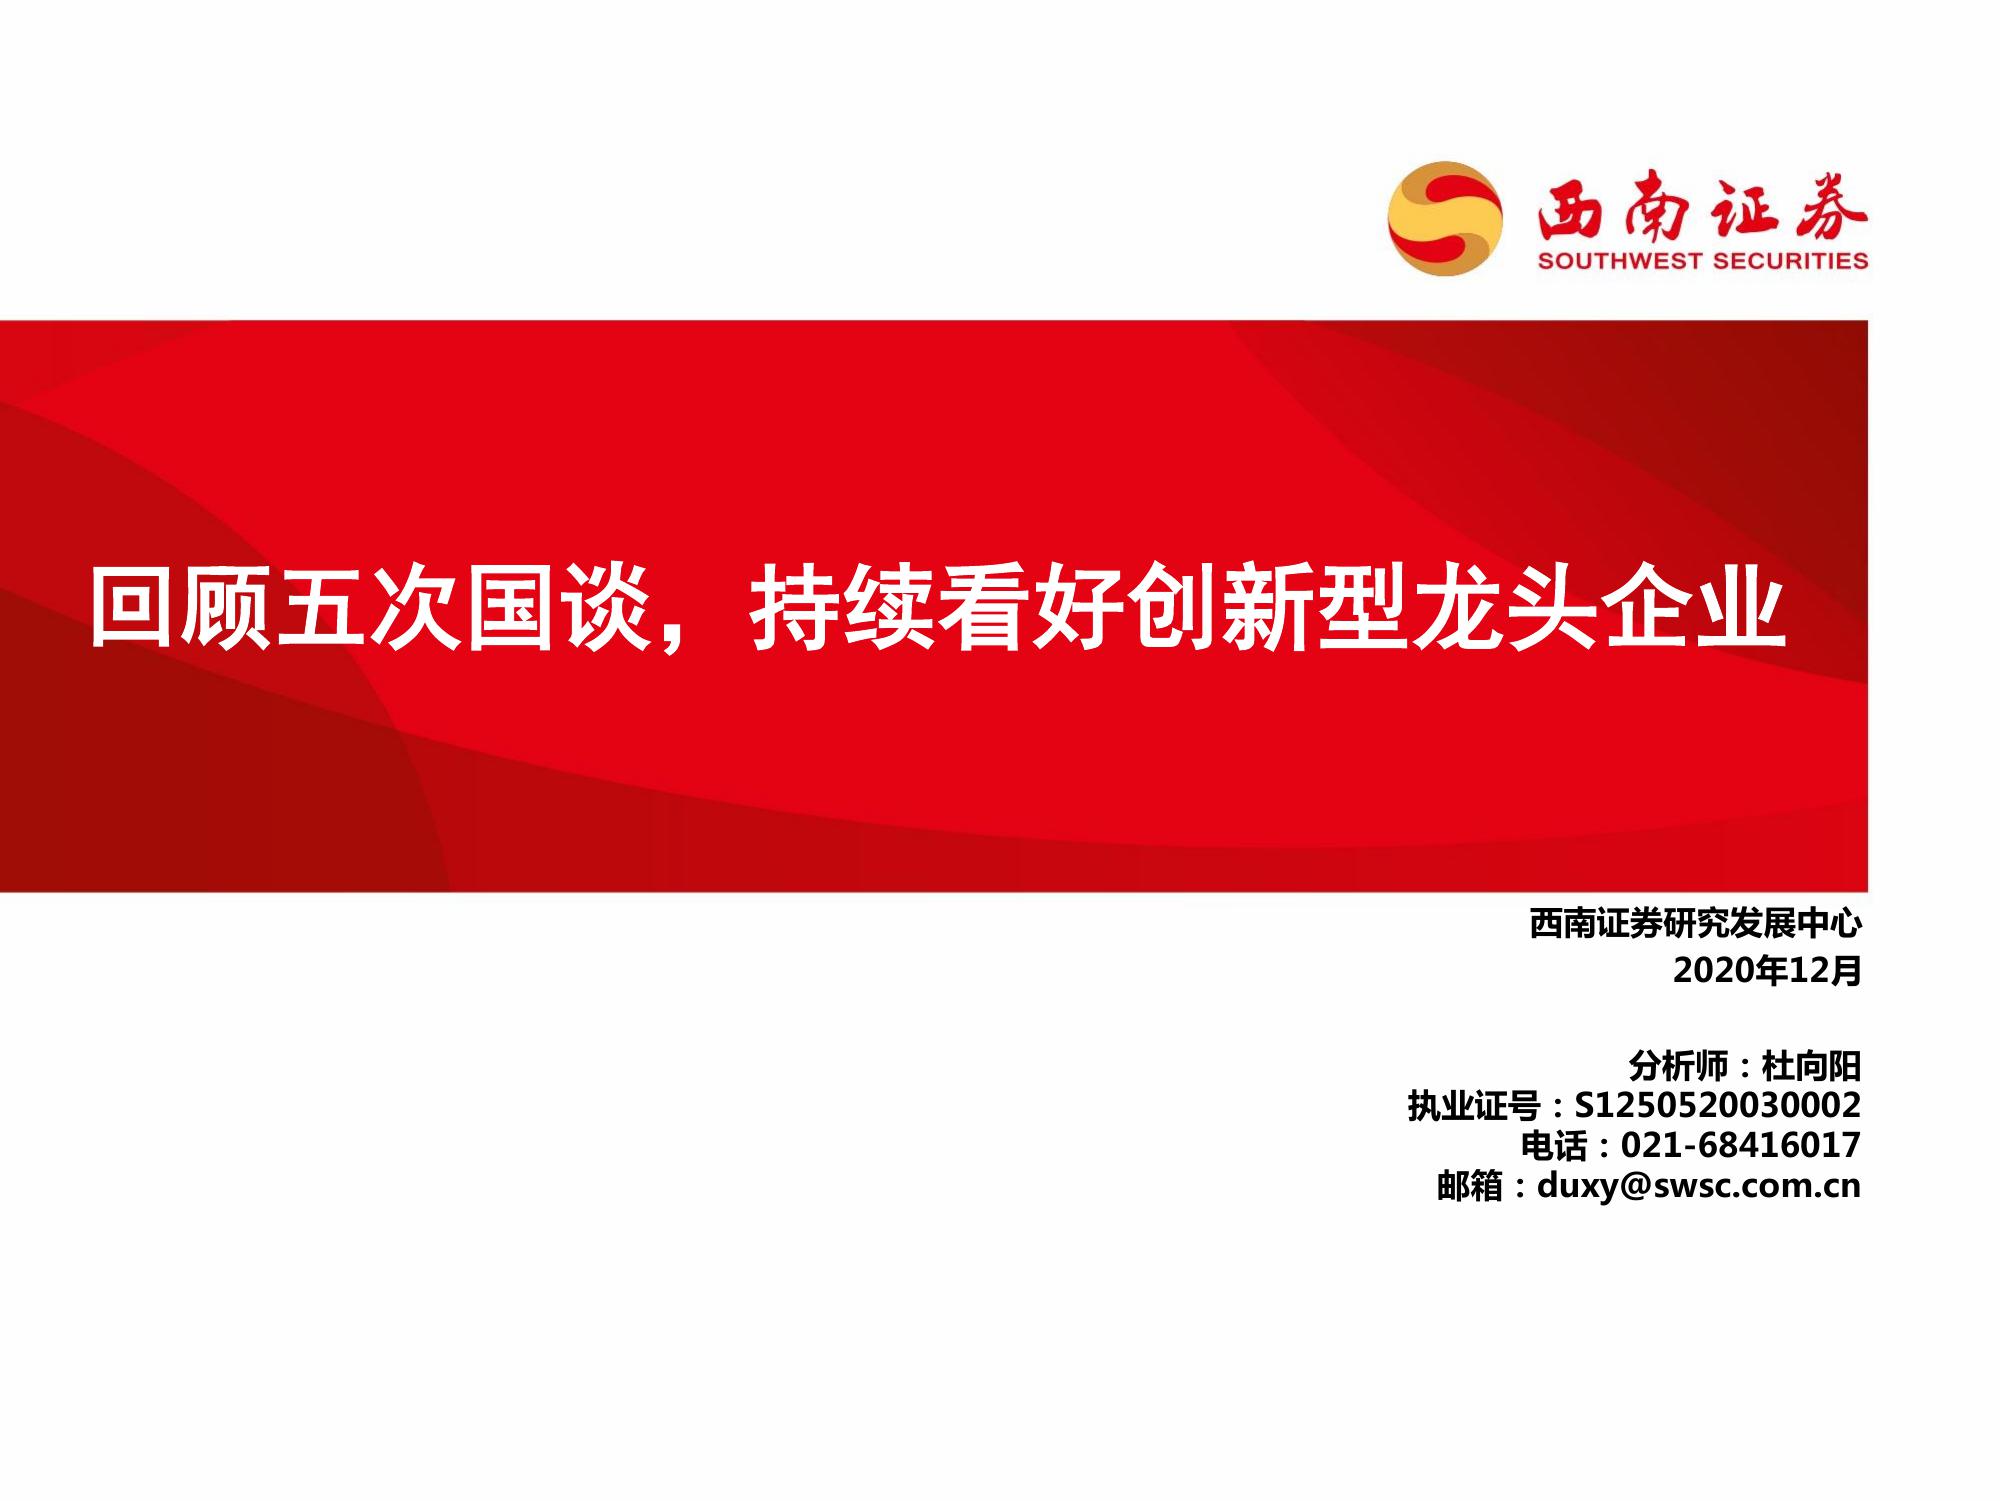 西南证券
SOUTHWEST SECURITIES
回顾五次国谈，持续看好创新型龙头企业
西南证券研究发展中心
2020年12月
分析师：杜向阳
执业证号：S1250520030002
电话：021-68416017
邮箱：duxy@swsc.com.cn